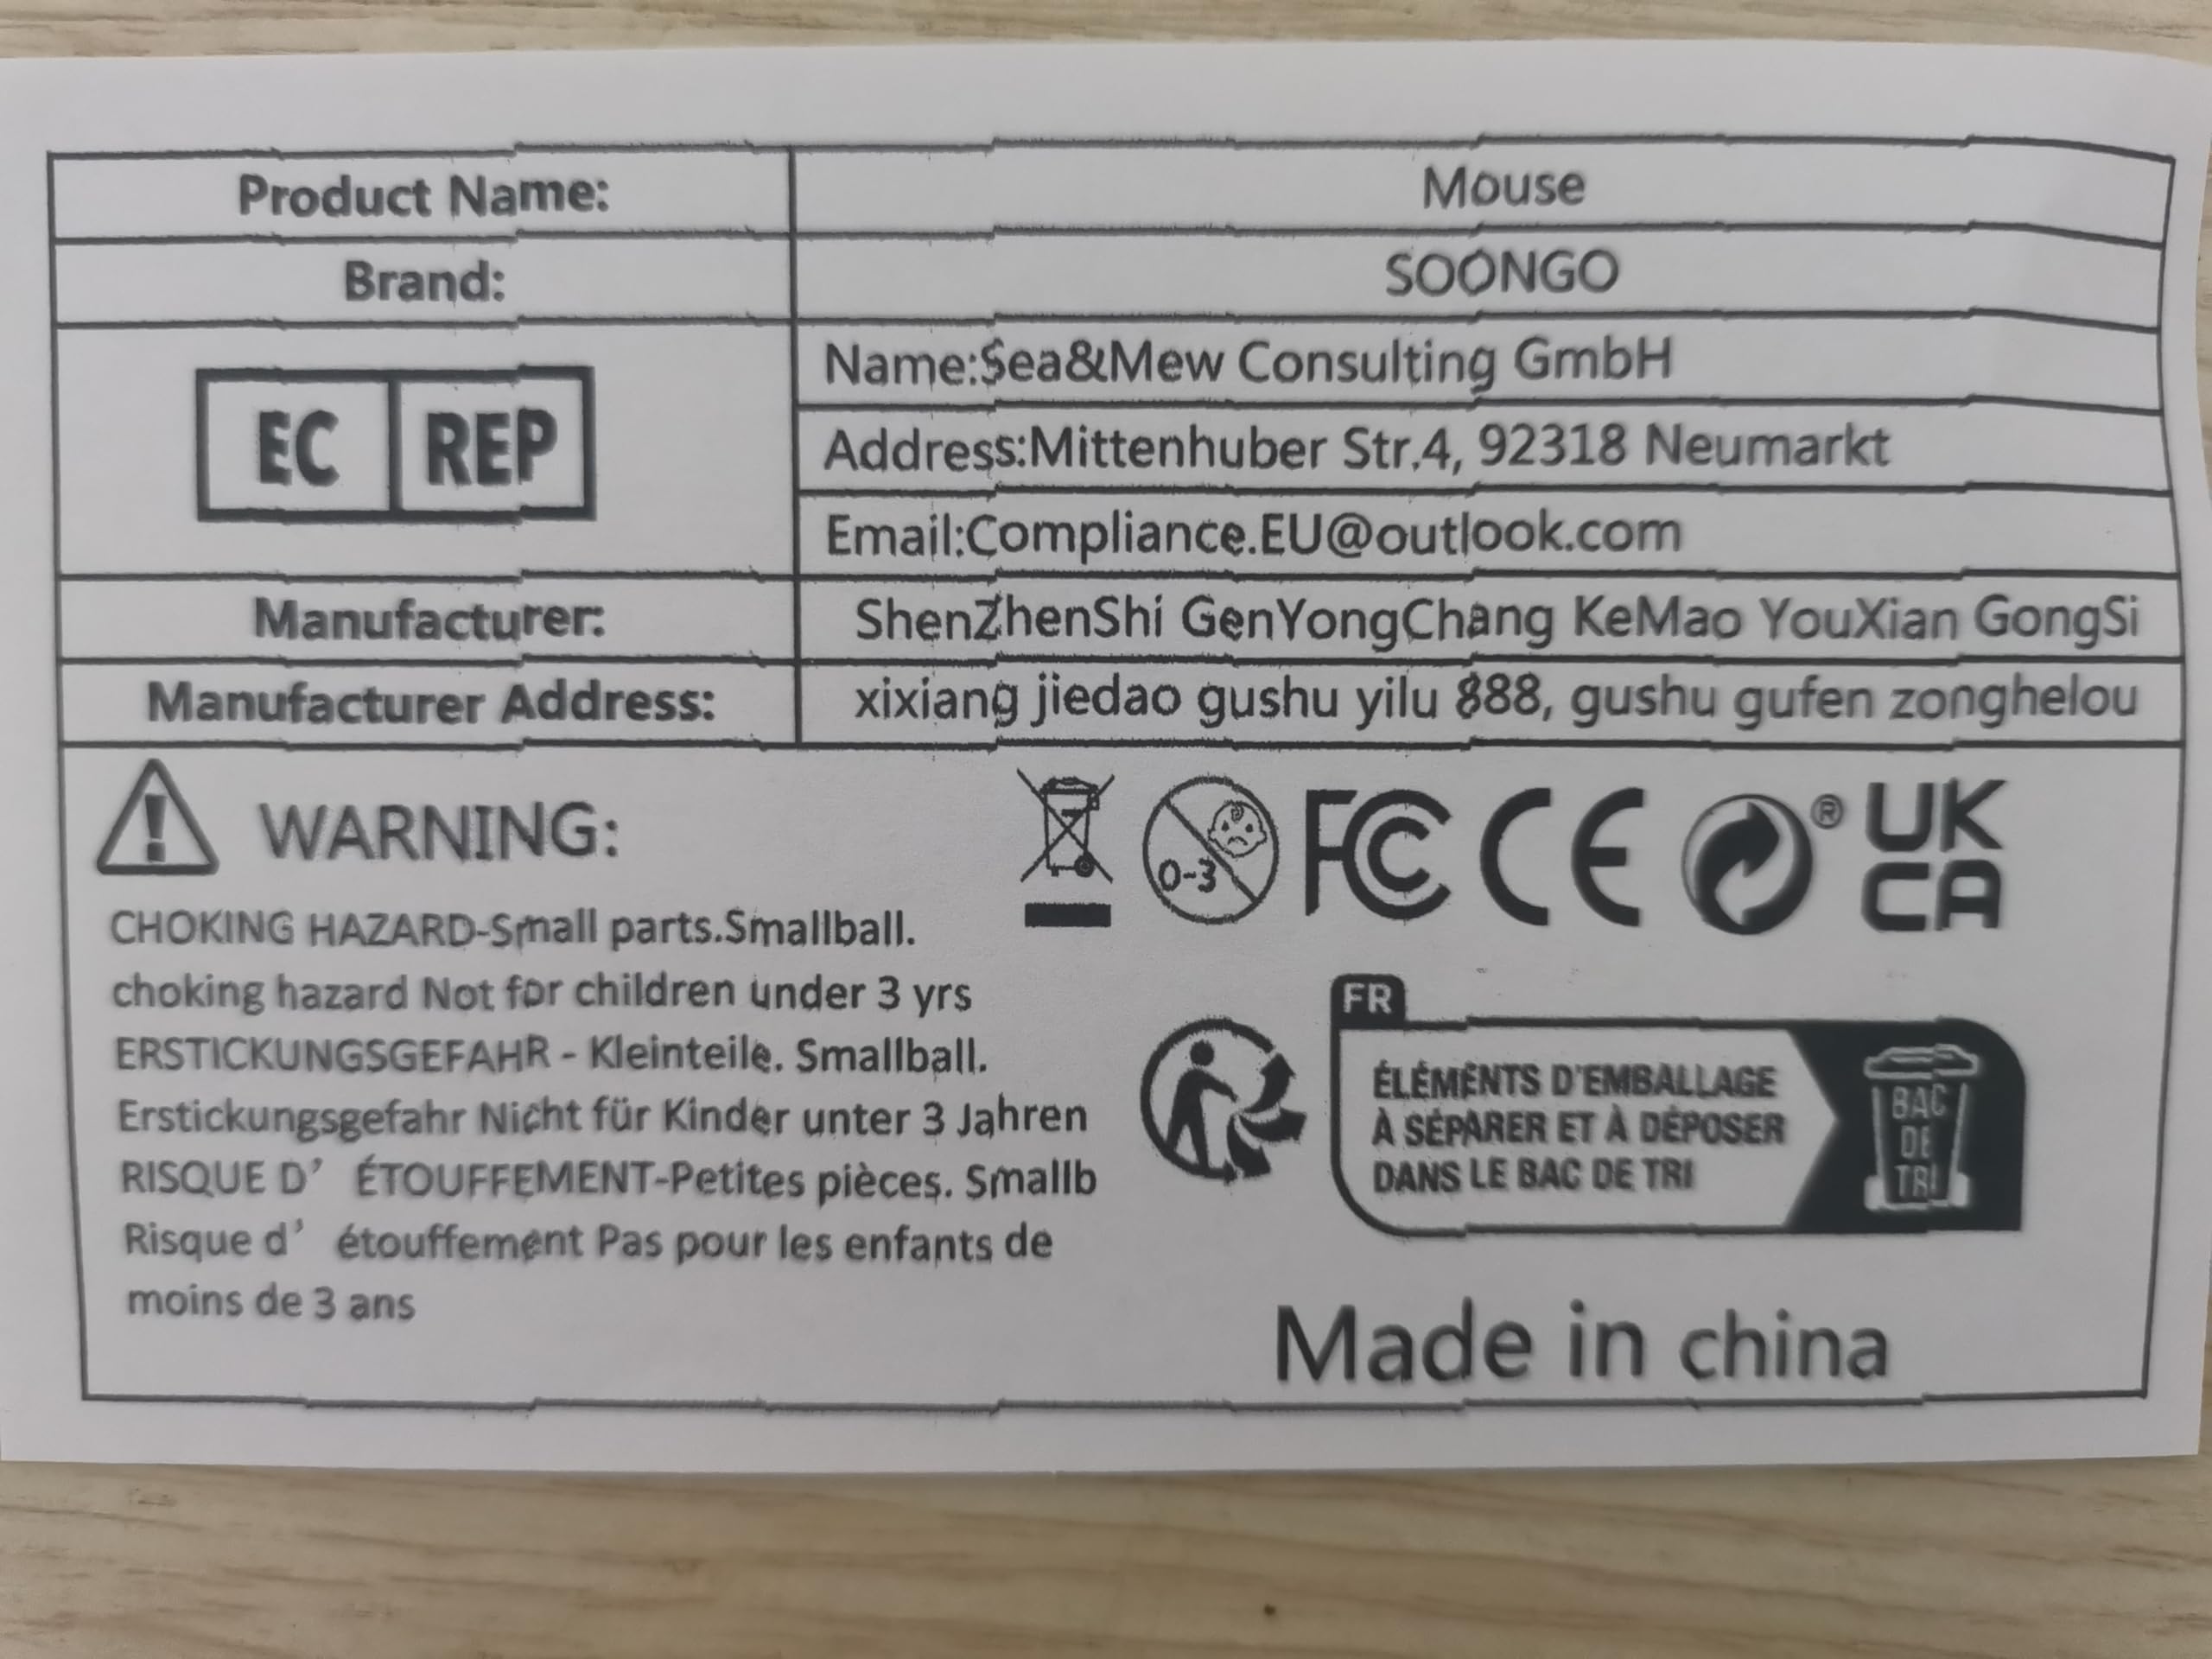 Product Name: Mouse
Brand: SOONGO
EC REP
Name:Sea&Mew Consulting GmbH
Address:Mittenhuber Str.4, 92318 Neumarkt
Email:Compliance.EU@outlook.com
Manufacturer: ShenZhenShi GenYongChang KeMao YouXian GongSi
Manufacturer Address: xixiang jiedao gushu yilu 888, gushu gufen zonghelou
WARNING:
CHOKING HAZARD-Small parts.Smallball.
choking hazard Not for children under 3 yrs
ERSTICKUNGSGEFAHR - Kleinteile. Smallball.
Erstickungsgefahr Nicht für Kinder unter 3 Jahren
RISQUE D’ ÉTOUFFEMENT-Petites pièces. Smallb
Risque d’ étouffement Pas pour les enfants de
moins de 3 ans
0-3
FC CE ® UK
CA
FR
ÉLÉMENTS D'EMBALLAGE
À SÉPARER ET À DÉPOSER
DANS LE BAC DE TRI
BAC
DE
TRI
Made in china